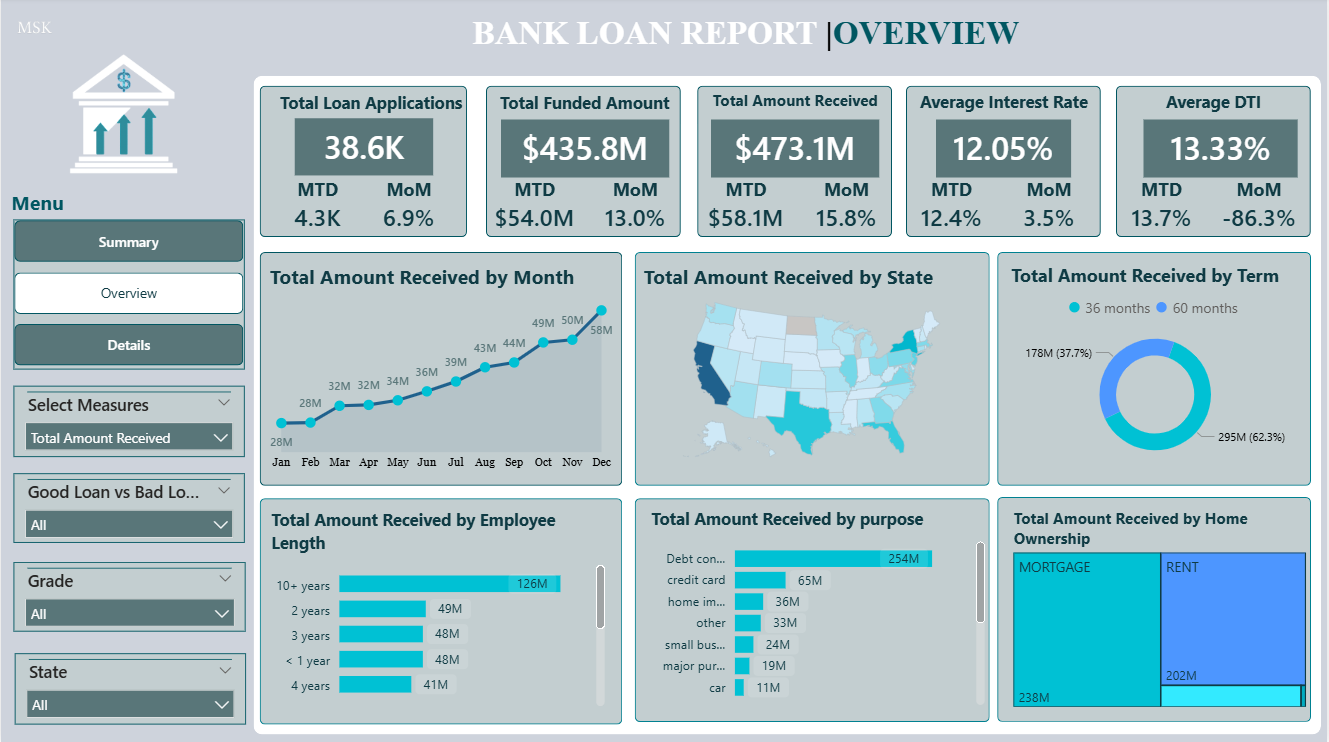 MSK
BANK LOAN REPORT |OVERVIEW
$
Menu
Summary
Overview
Details
Select Measures
Total Amount Received
Good Loan vs Bad Lo...
All
Grade
All
State
All
Total Loan Applications
38.6K
MTD MoM
4.3K 6.9%
Total Funded Amount
$435.8M
MTD MoM
$54.0M 13.0%
Total Amount Received
$473.1M
MTD MoM
$58.1M 15.8%
Average Interest Rate
12.05%
MTD MoM
12.4% 3.5%
Average DTI
13.33%
MTD MoM
13.7% -86.3%
Total Amount Received by Month
28M
28M
32M
32M
34M
36M
39M
43M
44M
49M
50M
58M
Jan Feb Mar Apr May Jun Jul Aug Sep Oct Nov Dec
Total Amount Received by State
Total Amount Received by Term
36 months 60 months
178M (37.7%)
295M (62.3%)
Total Amount Received by Employee
Length
10+ years 126M
2 years 49M
3 years 48M
< 1 year 48M
4 years 41M
Total Amount Received by purpose
Debt con... 254M
credit card 65M
home im... 36M
other 33M
small bus... 24M
major pur... 19M
car 11M
Total Amount Received by Home
Ownership
MORTGAGE
238M
RENT
202M